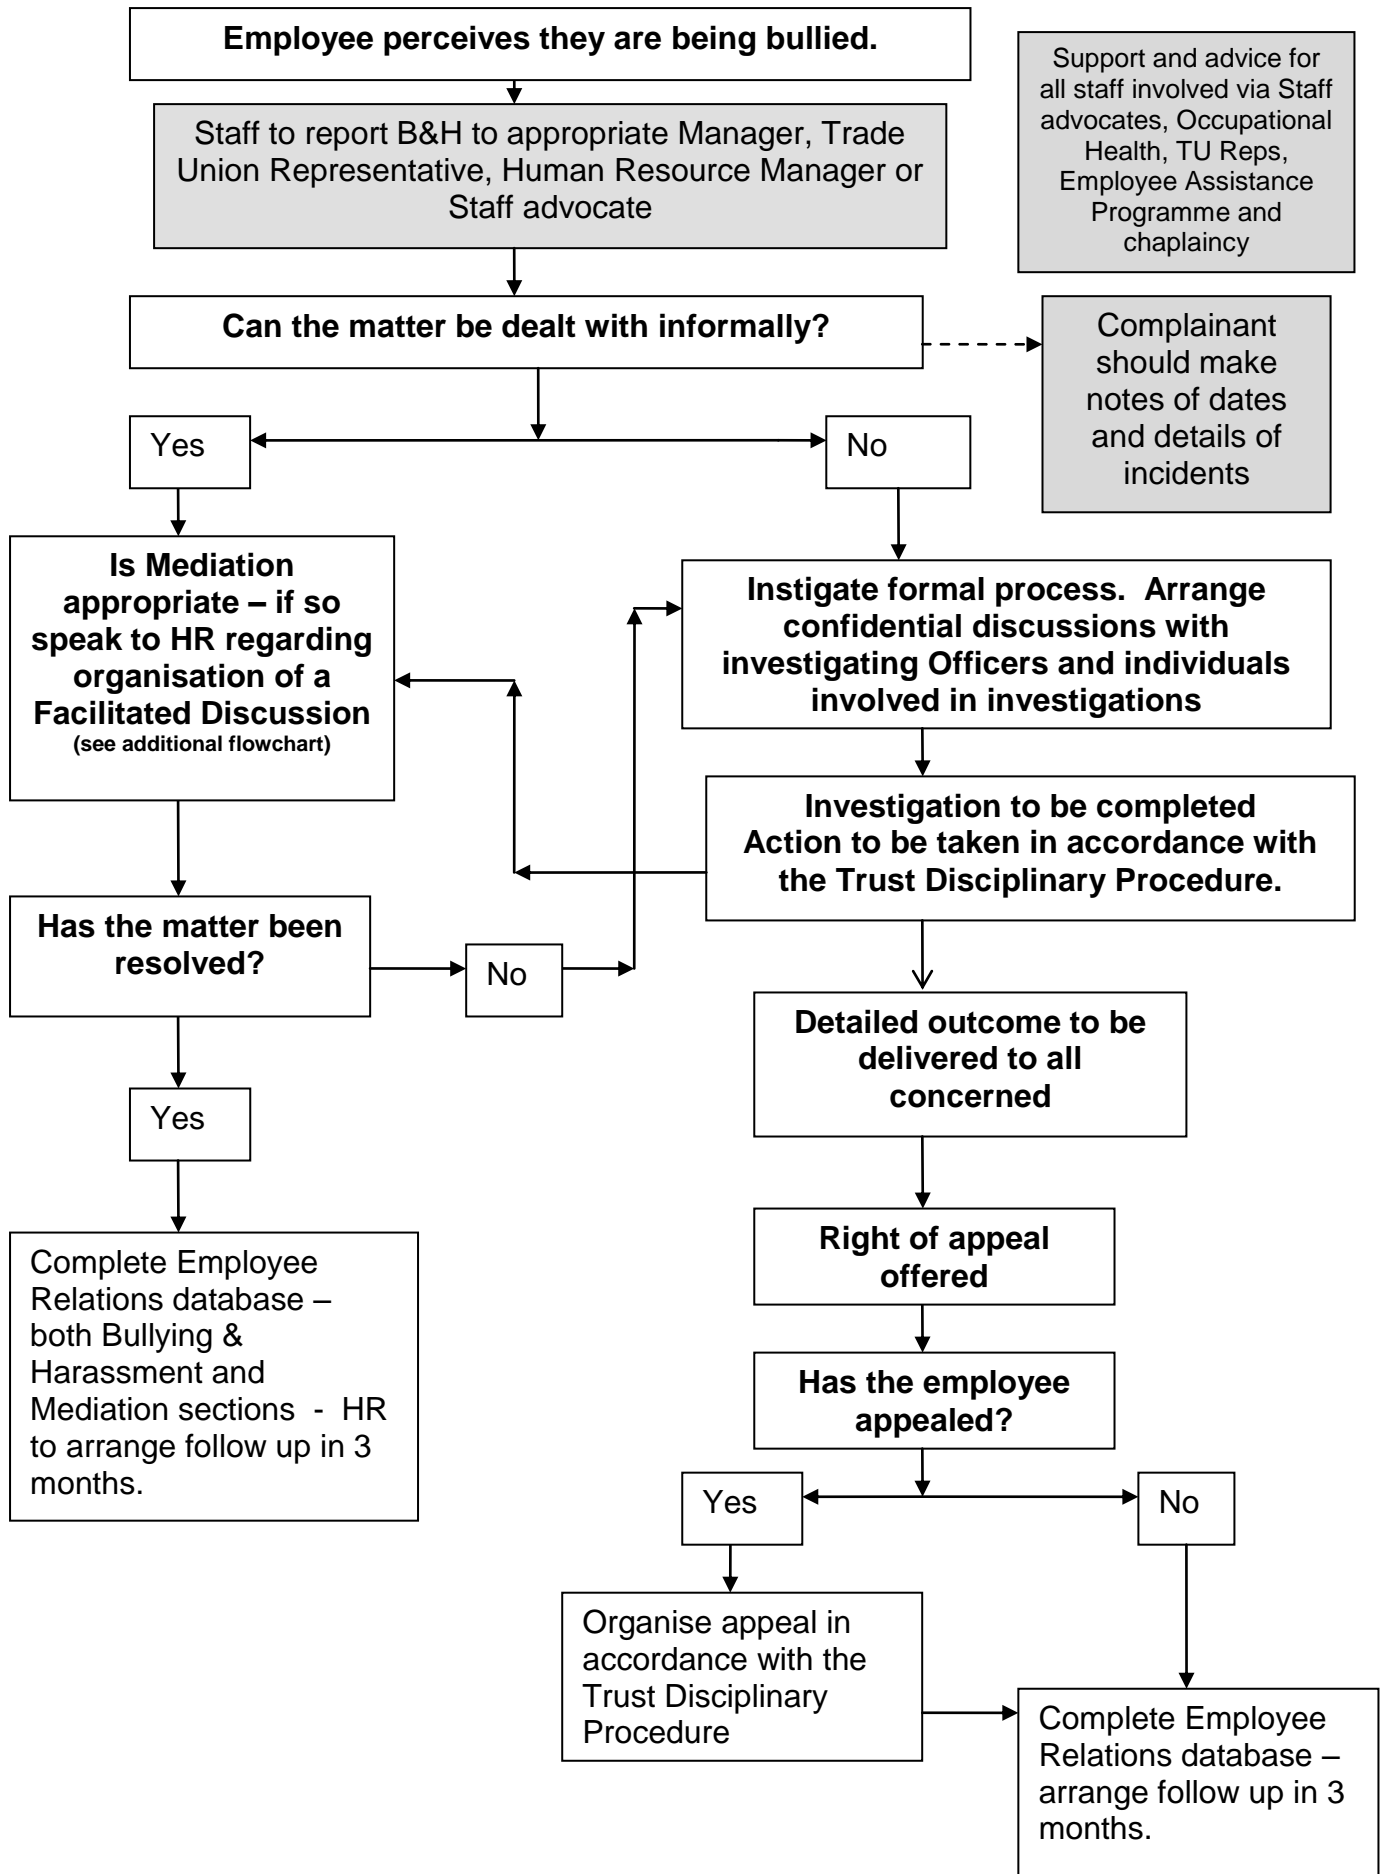 Employee perceives they are being bullied.
Support and advice for
all staff involved via Staff
advocates, Occupational
Health, TU Reps,
Employee Assistance
Programme and
chaplaincy
Staff to report B&H to appropriate Manager, Trade
Union Representative, Human Resource Manager or
Staff advocate
Can the matter be dealt with informally?
Complainant
should make
notes of dates
and details of
incidents
Yes
No
Is Mediation
appropriate – if so
speak to HR regarding
organisation of a
Facilitated Discussion
(see additional flowchart)
Instigate formal process.  Arrange
confidential discussions with
investigating Officers and individuals
involved in investigations
Investigation to be completed
Action to be taken in accordance with
the Trust Disciplinary Procedure.
Has the matter been
resolved?
No
Detailed outcome to be
delivered to all
concerned
Yes
Right of appeal
offered
Complete Employee
Relations database –
both Bullying &
Harassment and
Mediation sections  -  HR
to arrange follow up in 3
months.
Has the employee
appealed?
Yes
No
Organise appeal in
accordance with the
Trust Disciplinary
Procedure
Complete Employee
Relations database –
arrange follow up in 3
months.